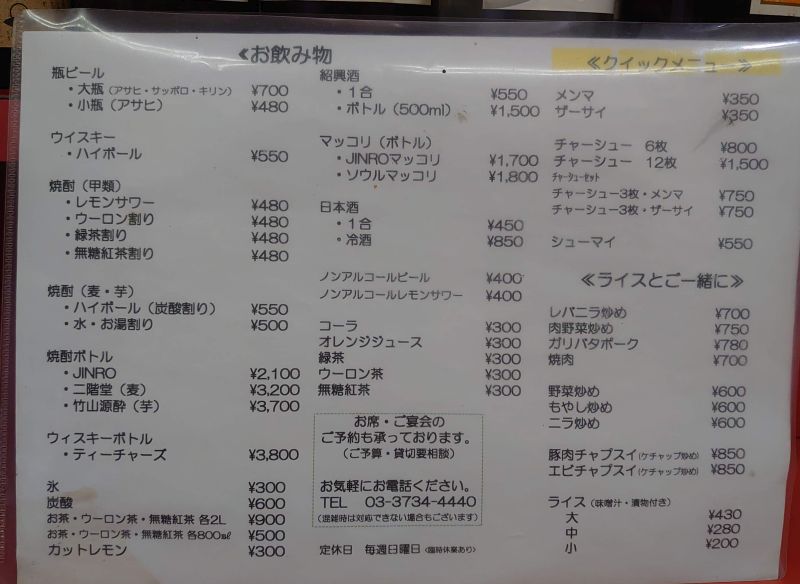 ≪お飲み物
瓶ビール
・大瓶（アサヒ・サッポロ・キリン） ¥700
・小瓶（アサヒ） ¥480
ウイスキー
・ハイボール ¥550
焼酎（甲類）
・レモンサワー ¥480
・ウーロン割り ¥480
・緑茶割り ¥480
・無糖紅茶割り ¥480
焼酎（麦・芋）
・ハイボール（炭酸割り） ¥550
・水・お湯割り ¥500
焼酎ボトル
・JINRO ¥2,100
・二階堂（麦） ¥3,200
・竹山源酔（芋） ¥3,700
ウィスキーボトル
・ティーチャーズ ¥3,800
氷 ¥300
炭酸 ¥600
お茶・ウーロン茶・無糖紅茶 各2L ¥900
お茶・ウーロン茶・無糖紅茶 各800㎖ ¥500
カットレモン ¥300
紹興酒
・1合 ¥550
・ボトル（500ml） ¥1,500
マッコリ（ボトル）
・JINROマッコリ ¥1,700
・ソウルマッコリ ¥1,800
日本酒
・1合 ¥450
・冷酒 ¥850
ノンアルコールビール ¥400
ノンアルコールレモンサワー ¥400
コーラ ¥300
オレンジジュース ¥300
緑茶 ¥300
ウーロン茶 ¥300
無糖紅茶 ¥300
お席・ご宴会の
ご予約も承っております。
（ご予算・貸切要相談）
お気軽にお電話ください。
TEL 03-3734-4440
（混雑時は対応できない場合もございます）
定休日 毎週日曜日 <臨時休業あり>
≪クイックメニュー ≫
メンマ ¥350
ザーサイ ¥350
チャーシュー 6枚 ¥800
チャーシュー 12枚 ¥1,500
ﾁｬｰｼｭｰｾｯﾄ
チャーシュー3枚・メンマ ¥750
チャーシュー3枚・ザーサイ ¥750
シューマイ ¥550
≪ライスとご一緒に≫
レバニラ炒め ¥700
肉野菜炒め ¥750
ガリバタポーク ¥780
焼肉 ¥700
野菜炒め ¥600
もやし炒め ¥600
ニラ炒め ¥600
豚肉チャプスイ（ケチャップ炒め） ¥850
エビチャプスイ（ケチャップ炒め） ¥850
ライス（味噌汁・漬物付き）
大 ¥430
中 ¥280
小 ¥200